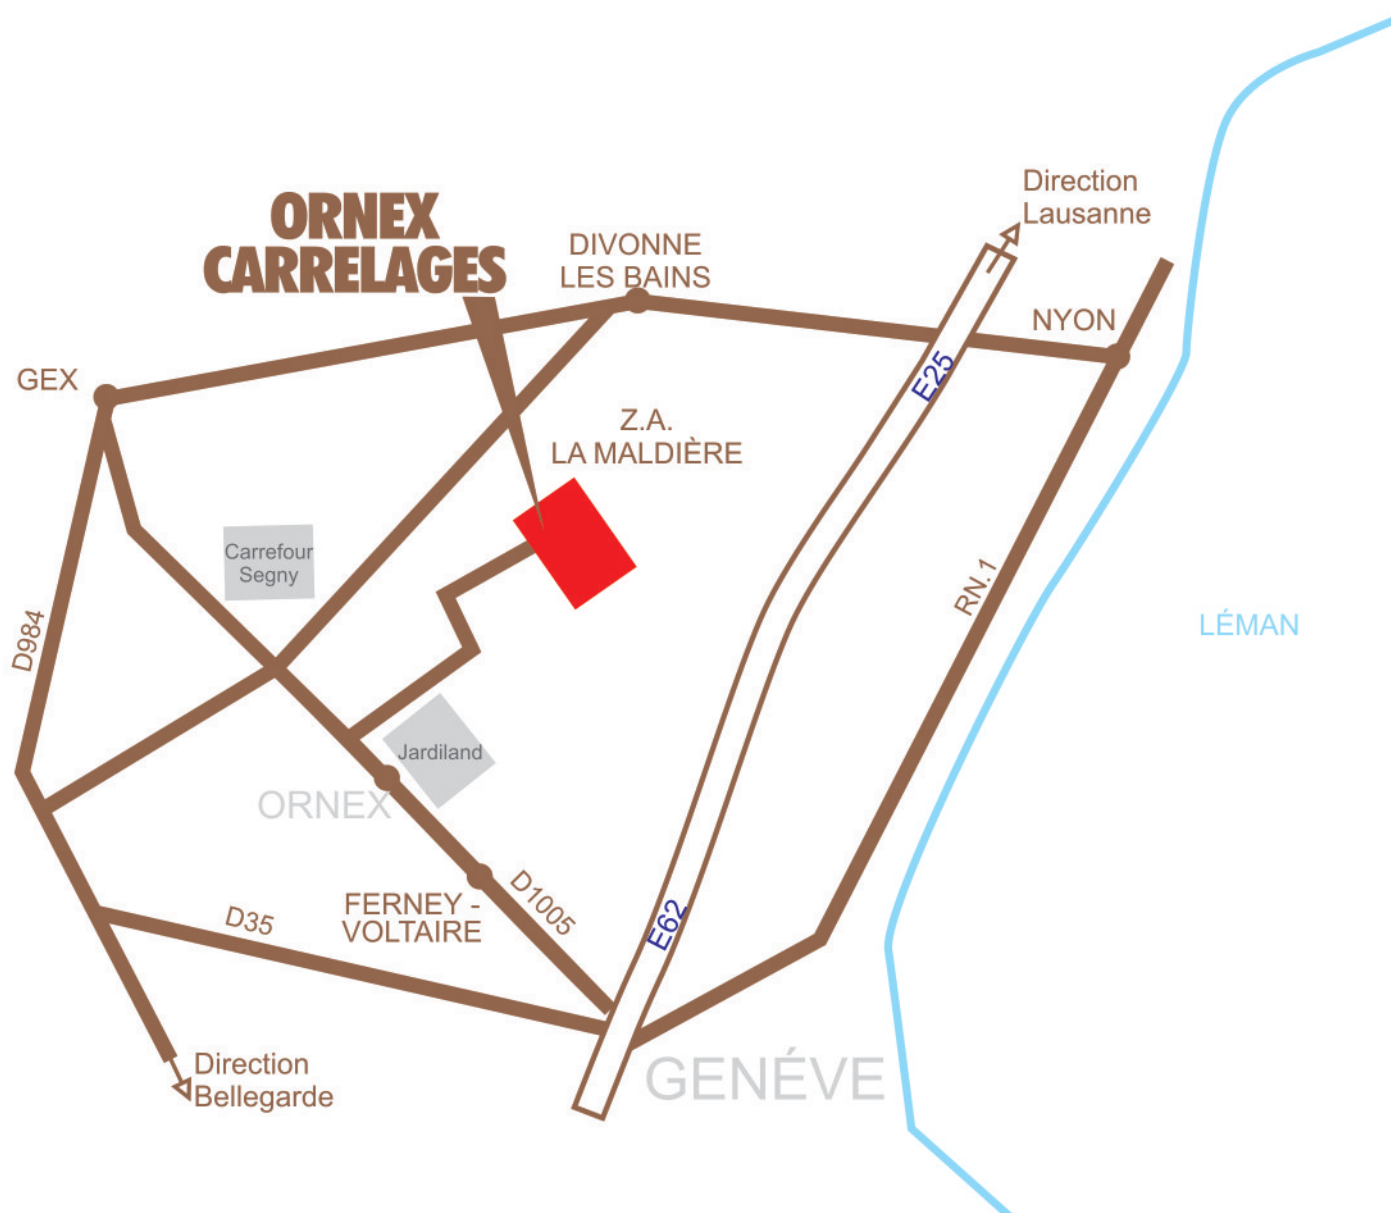 Direction
Lausanne
ORNEX
CARRELAGES
DIVONNE
LES BAINS
NYON
GEX
E25
Z.A.
LA MALDIÈRE
Carrefour
Segny
RN.1
LÉMAN
D984
Jardiland
ORNEX
FERNEY -
VOLTAIRE
D1005
D35
E62
Direction
Bellegarde
GENÉVE